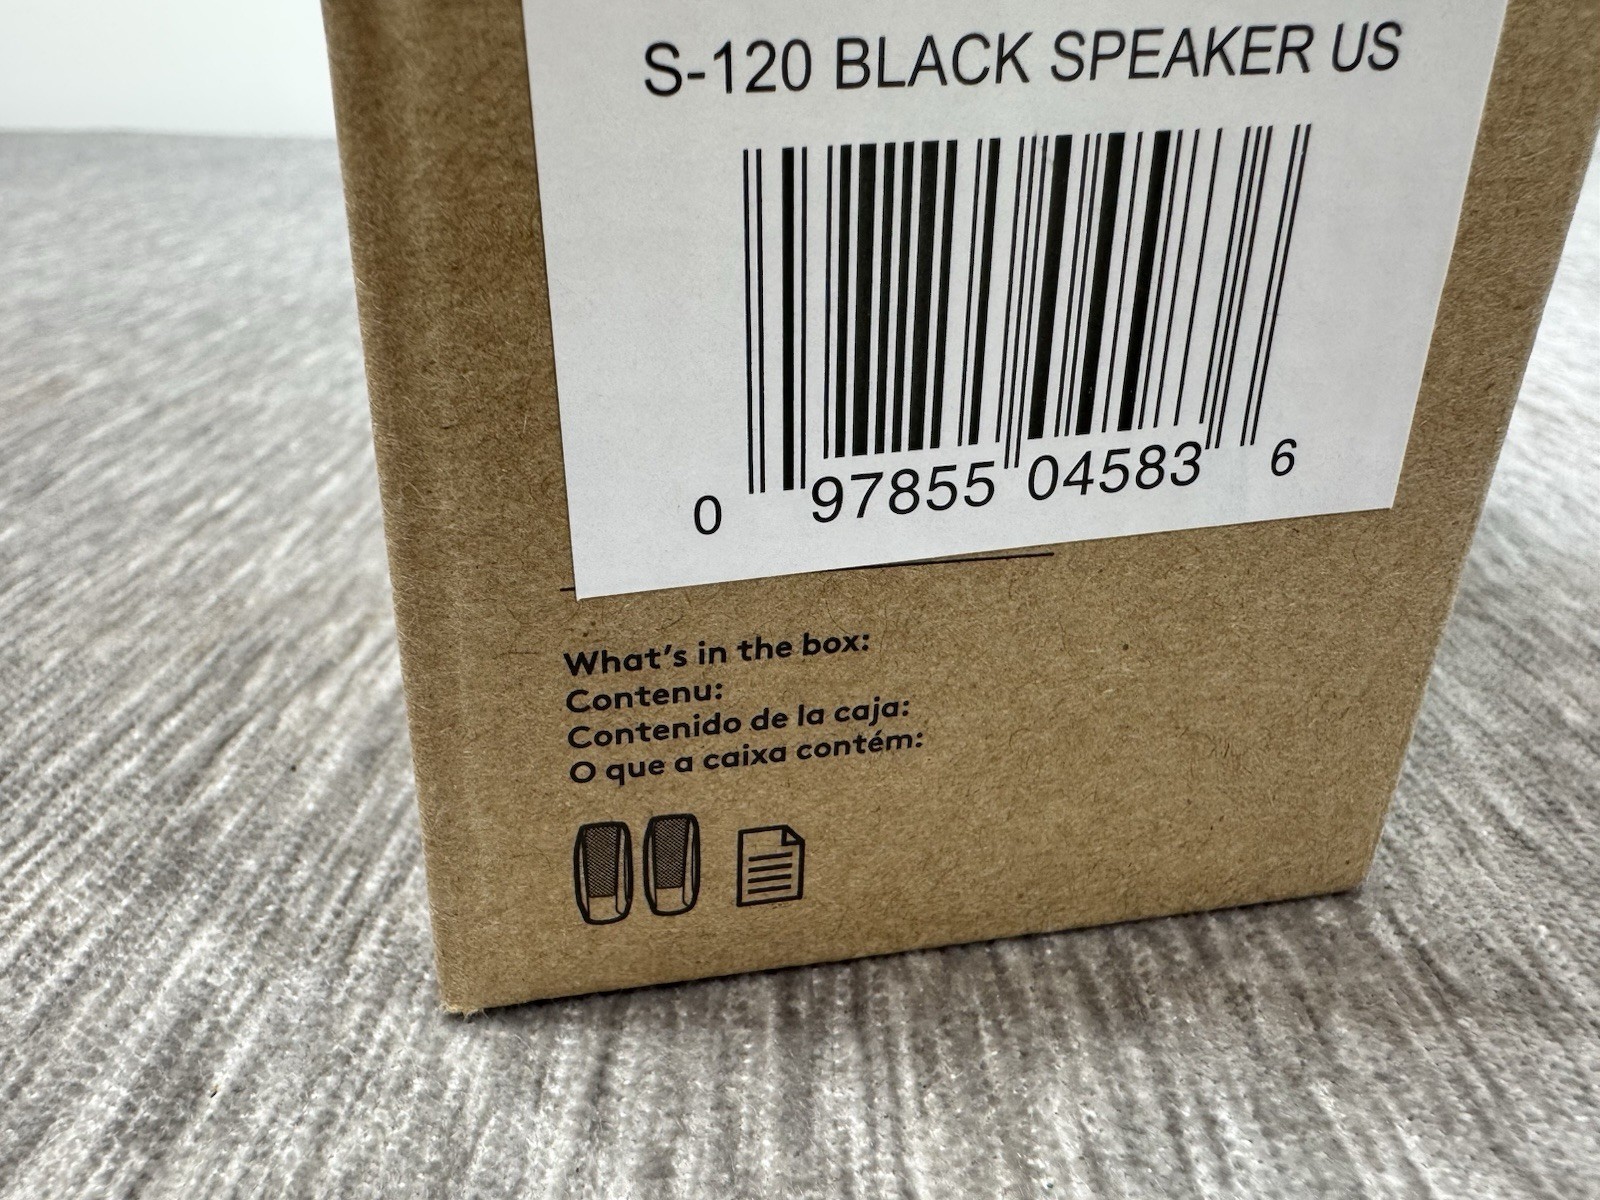 S-120 BLACK SPEAKER US
0 97855 04583 6
What's in the box:
Contenu:
Contenido de la caja:
O que a caixa contém: